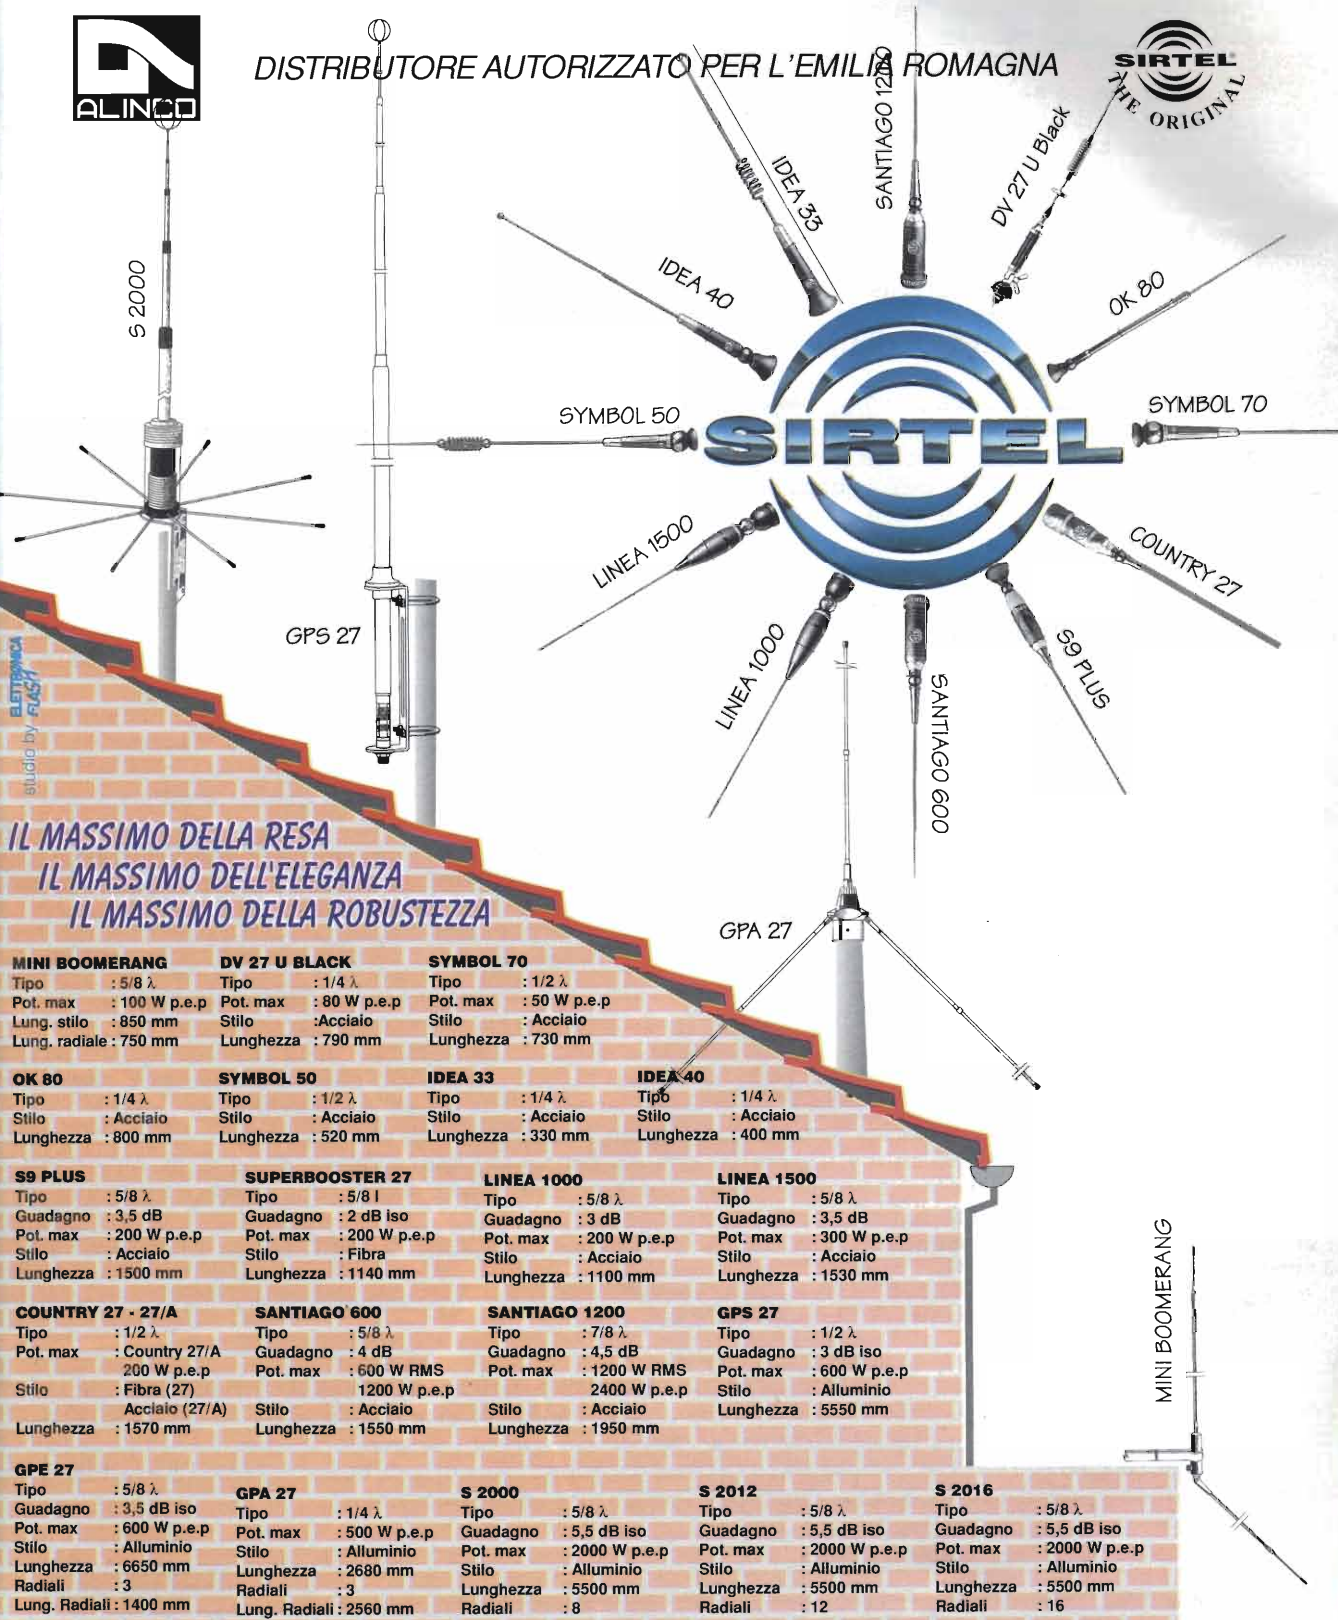 ALINCO
DISTRIBUTORE AUTORIZZATO PER L'EMILIA ROMAGNA
SIRTEL
THE ORIGINAL
S 2000
IDEA 33
SANTIAGO 1200
DV 27 U Black
IDEA 40
OK 80
SYMBOL 50
SIRTEL
SYMBOL 70
LINEA 1500
COUNTRY 27
GPS 27
LINEA 1000
S9 PLUS
SANTIAGO 600
studio by ELETTRONICA FLASH
IL MASSIMO DELLA RESA
IL MASSIMO DELL'ELEGANZA
IL MASSIMO DELLA ROBUSTEZZA
GPA 27
MINI BOOMERANG
Tipo : 5/8 λ
Pot. max : 100 W p.e.p
Lung. stilo : 850 mm
Lung. radiale : 750 mm
DV 27 U BLACK
Tipo : 1/4 λ
Pot. max : 80 W p.e.p
Stilo :Acciaio
Lunghezza : 790 mm
SYMBOL 70
Tipo : 1/2 λ
Pot. max : 50 W p.e.p
Stilo : Acciaio
Lunghezza : 730 mm
OK 80
Tipo : 1/4 λ
Stilo : Acciaio
Lunghezza : 800 mm
SYMBOL 50
Tipo : 1/2 λ
Stilo : Acciaio
Lunghezza : 520 mm
IDEA 33
Tipo : 1/4 λ
Stilo : Acciaio
Lunghezza : 330 mm
IDEA 40
Tipo : 1/4 λ
Stilo : Acciaio
Lunghezza : 400 mm
S9 PLUS
Tipo : 5/8 λ
Guadagno : 3,5 dB
Pot. max : 200 W p.e.p
Stilo : Acciaio
Lunghezza : 1500 mm
SUPERBOOSTER 27
Tipo : 5/8 l
Guadagno : 2 dB iso
Pot. max : 200 W p.e.p
Stilo : Fibra
Lunghezza : 1140 mm
LINEA 1000
Tipo : 5/8 λ
Guadagno : 3 dB
Pot. max : 200 W p.e.p
Stilo : Acciaio
Lunghezza : 1100 mm
LINEA 1500
Tipo : 5/8 λ
Guadagno : 3,5 dB
Pot. max : 300 W p.e.p
Stilo : Acciaio
Lunghezza : 1530 mm
COUNTRY 27 - 27/A
Tipo : 1/2 λ
Pot. max : Country 27/A
200 W p.e.p
Stilo : Fibra (27)
Acciaio (27/A)
Lunghezza : 1570 mm
SANTIAGO 600
Tipo : 5/8 λ
Guadagno : 4 dB
Pot. max : 600 W RMS
1200 W p.e.p
Stilo : Acciaio
Lunghezza : 1550 mm
SANTIAGO 1200
Tipo : 7/8 λ
Guadagno : 4,5 dB
Pot. max : 1200 W RMS
2400 W p.e.p
Stilo : Acciaio
Lunghezza : 1950 mm
GPS 27
Tipo : 1/2 λ
Guadagno : 3 dB iso
Pot. max : 600 W p.e.p
Stilo : Alluminio
Lunghezza : 5550 mm
MINI BOOMERANG
GPE 27
Tipo : 5/8 λ
Guadagno : 3,5 dB iso
Pot. max : 600 W p.e.p
Stilo : Alluminio
Lunghezza : 6650 mm
Radiali : 3
Lung. Radiali : 1400 mm
GPA 27
Tipo : 1/4 λ
Pot. max : 500 W p.e.p
Stilo : Alluminio
Lunghezza : 2680 mm
Radiali : 3
Lung. Radiali : 2560 mm
S 2000
Tipo : 5/8 λ
Guadagno : 5,5 dB iso
Pot. max : 2000 W p.e.p
Stilo : Alluminio
Lunghezza : 5500 mm
Radiali : 8
S 2012
Tipo : 5/8 λ
Guadagno : 5,5 dB iso
Pot. max : 2000 W p.e.p
Stilo : Alluminio
Lunghezza : 5500 mm
Radiali : 12
S 2016
Tipo : 5/8 λ
Guadagno : 5,5 dB iso
Pot. max : 2000 W p.e.p
Stilo : Alluminio
Lunghezza : 5500 mm
Radiali : 16